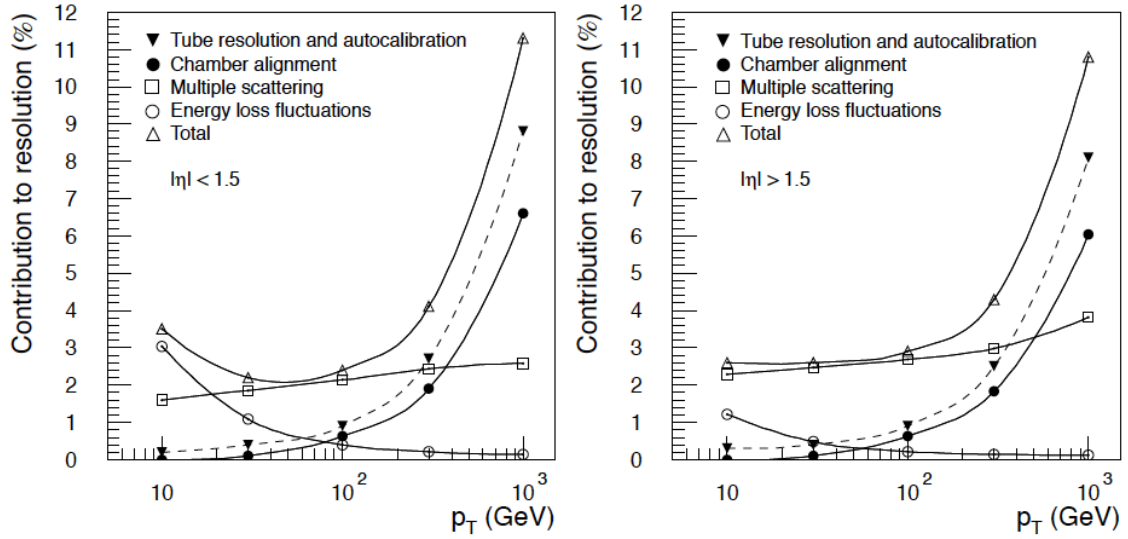 Contribution to resolution (%)
12
11
10
9
8
7
6
5
4
3
2
1
0
Tube resolution and autocalibration
Chamber alignment
Multiple scattering
Energy loss fluctuations
Total
|η| < 1.5
10
10²
10³
pT (GeV)
Contribution to resolution (%)
12
11
10
9
8
7
6
5
4
3
2
1
0
Tube resolution and autocalibration
Chamber alignment
Multiple scattering
Energy loss fluctuations
Total
|η| > 1.5
10
10²
10³
pT (GeV)